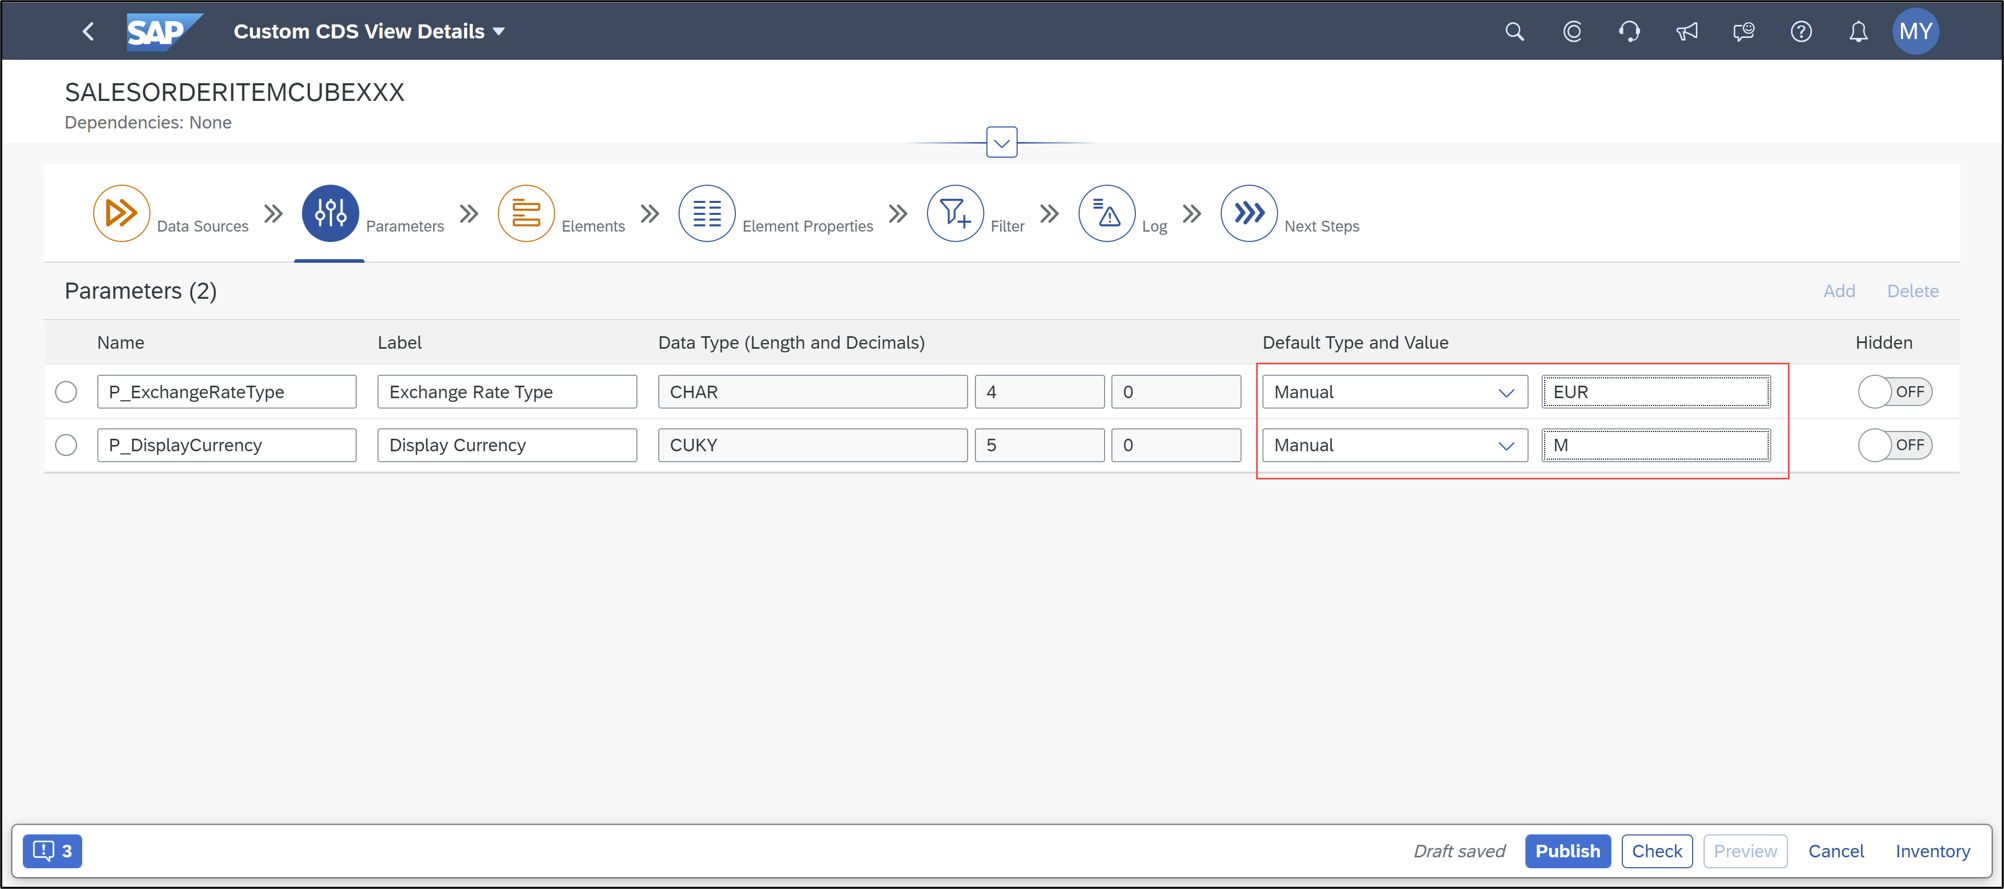 SAP Custom CDS View Details MY
SALESORDERITEMCUBEXXX
Dependencies: None
Data Sources Parameters Elements Element Properties Filter Log Next Steps
Parameters (2) Add Delete
Name Label Data Type (Length and Decimals) Default Type and Value Hidden
P_ExchangeRateType Exchange Rate Type CHAR 4 0 Manual EUR OFF
P_DisplayCurrency Display Currency CUKY 5 0 Manual M OFF
3 Draft saved Publish Check Preview Cancel Inventory